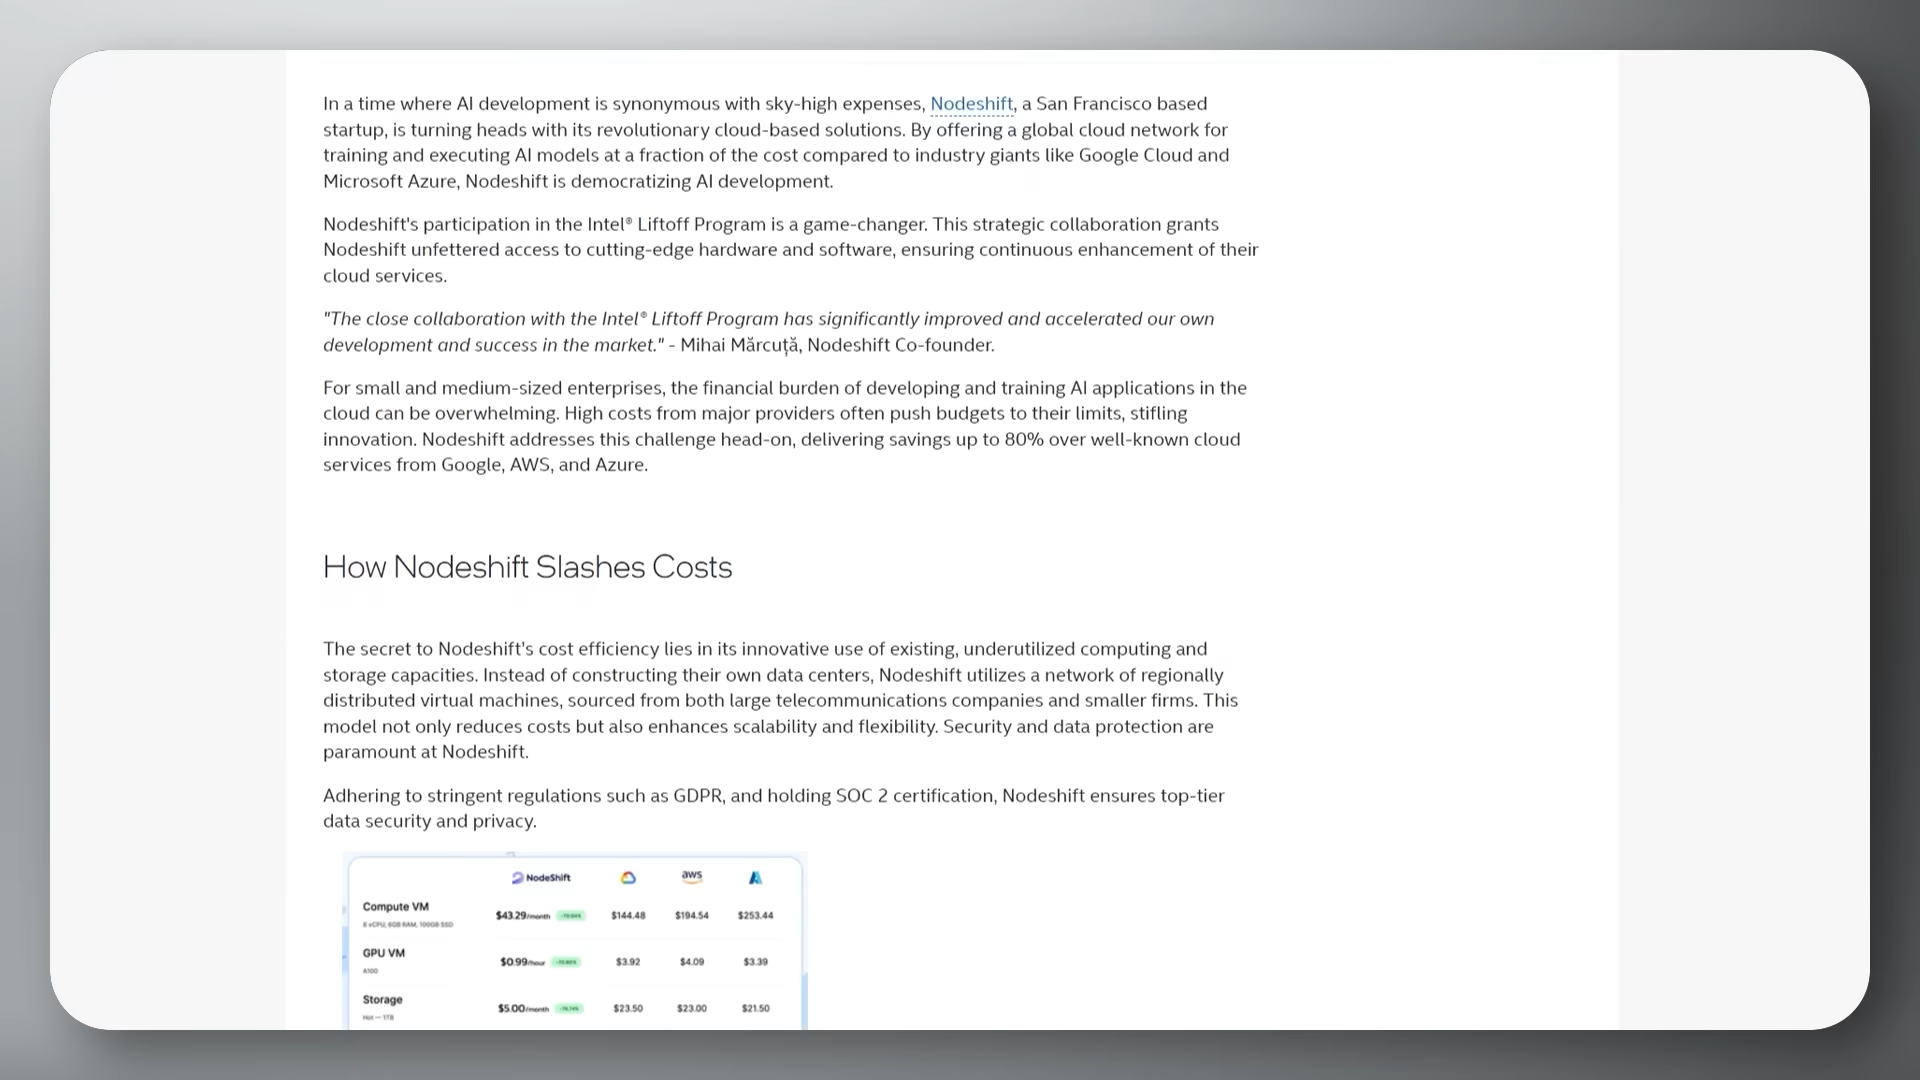 In a time where AI development is synonymous with sky-high expenses, Nodeshift, a San Francisco based
startup, is turning heads with its revolutionary cloud-based solutions. By offering a global cloud network for
training and executing AI models at a fraction of the cost compared to industry giants like Google Cloud and
Microsoft Azure, Nodeshift is democratizing AI development.
Nodeshift's participation in the Intel® Liftoff Program is a game-changer. This strategic collaboration grants
Nodeshift unfettered access to cutting-edge hardware and software, ensuring continuous enhancement of their
cloud services.
"The close collaboration with the Intel® Liftoff Program has significantly improved and accelerated our own
development and success in the market." - Mihai Mărcuță, Nodeshift Co-founder.
For small and medium-sized enterprises, the financial burden of developing and training AI applications in the
cloud can be overwhelming. High costs from major providers often push budgets to their limits, stifling
innovation. Nodeshift addresses this challenge head-on, delivering savings up to 80% over well-known cloud
services from Google, AWS, and Azure.
How Nodeshift Slashes Costs
The secret to Nodeshift's cost efficiency lies in its innovative use of existing, underutilized computing and
storage capacities. Instead of constructing their own data centers, Nodeshift utilizes a network of regionally
distributed virtual machines, sourced from both large telecommunications companies and smaller firms. This
model not only reduces costs but also enhances scalability and flexibility. Security and data protection are
paramount at Nodeshift.
Adhering to stringent regulations such as GDPR, and holding SOC 2 certification, Nodeshift ensures top-tier
data security and privacy.
NodeShift aws
Compute VM $43.29/month $144.48 $194.54 $253.44
GPU VM $0.99/hour $3.92 $4.09 $3.39
A100
Storage $5.00/month $23.50 $23.00 $21.50